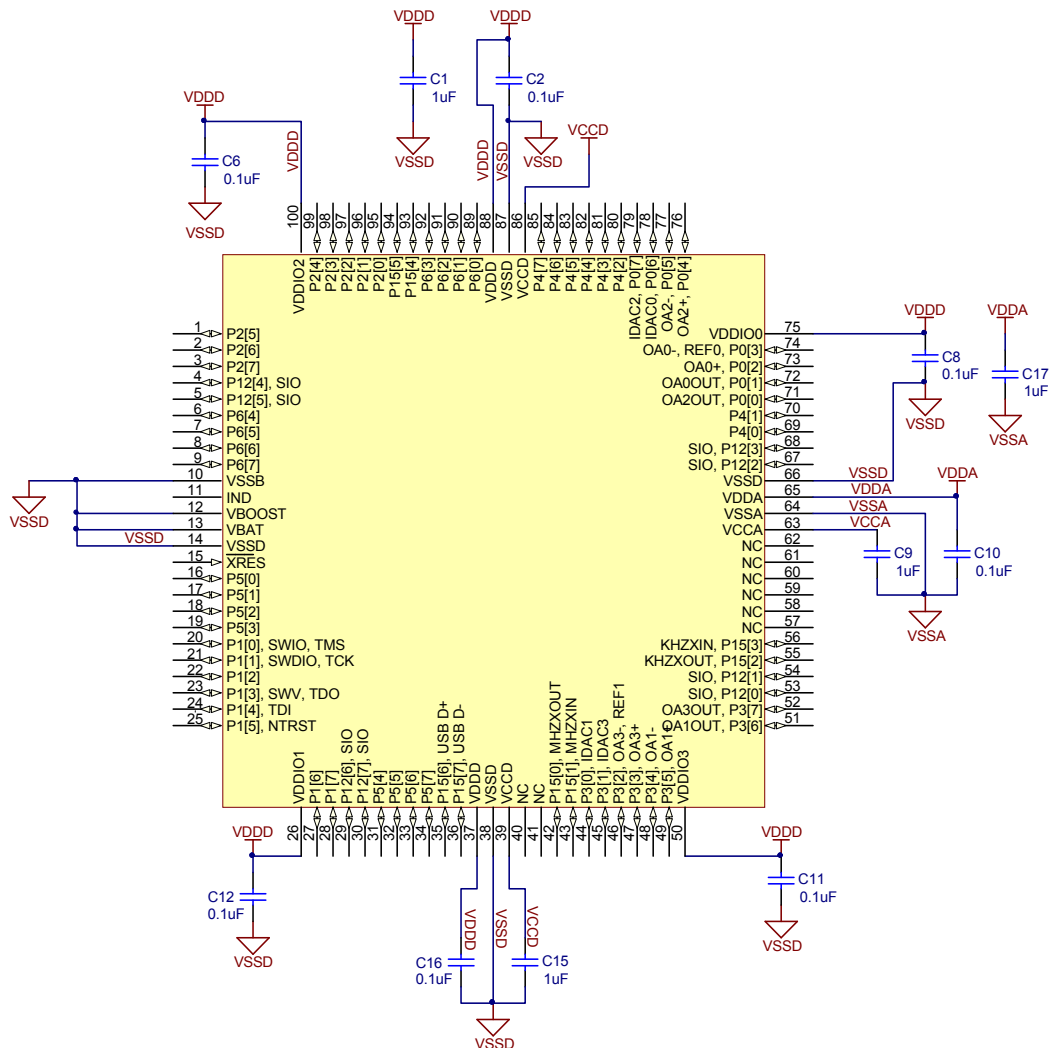 VDDD
C1
1uF
VSSD
VDDD
C2
0.1uF
VSSD
VDDD
C6
0.1uF
VSSD
VDDD
VDDD
VSSD
VCCD
100
99
98
97
96
95
94
93
92
91
90
89
88
87
86
85
84
83
82
81
80
79
78
77
76
VDDIO2
P2[4]
P2[3]
P2[2]
P2[1]
P2[0]
P15[5]
P15[4]
P6[3]
P6[2]
P6[1]
P6[0]
VDDD
VSSD
VCCD
P4[7]
P4[6]
P4[5]
P4[4]
P4[3]
P4[2]
IDAC2, P0[7]
IDAC0, P0[6]
OA2-, P0[5]
OA2+, P0[4]
1 P2[5]
2 P2[6]
3 P2[7]
4 P12[4], SIO
5 P12[5], SIO
6 P6[4]
7 P6[5]
8 P6[6]
9 P6[7]
10 VSSB
11 IND
12 VBOOST
13 VBAT
VSSD 14 VSSD
15 XRES
16 P5[0]
17 P5[1]
18 P5[2]
19 P5[3]
20 P1[0], SWIO, TMS
21 P1[1], SWDIO, TCK
22 P1[2]
23 P1[3], SWV, TDO
24 P1[4], TDI
25 P1[5], NTRST
VSSD
VDDIO0 75
OA0-, REF0, P0[3] 74
OA0+, P0[2] 73
OA0OUT, P0[1] 72
OA2OUT, P0[0] 71
P4[1] 70
P4[0] 69
SIO, P12[3] 68
SIO, P12[2] 67
VSSD 66 VSSD
VDDA 65 VDDA
VSSA 64 VSSA
VCCA 63 VCCA
NC 62
NC 61
NC 60
NC 59
NC 58
NC 57
KHZXIN, P15[3] 56
KHZXOUT, P15[2] 55
SIO, P12[1] 54
SIO, P12[0] 53
OA3OUT, P3[7] 52
OA1OUT, P3[6] 51
VDDD
C8
0.1uF
VSSD
VDDA
C17
1uF
VSSA
VDDA
C9
1uF
C10
0.1uF
VSSA
VDDIO1
P1[6]
P1[7]
P12[6], SIO
P12[7], SIO
P5[4]
P5[5]
P5[6]
P5[7]
P15[6], USB D+
P15[7], USB D-
VDDD
VSSD
VCCD
NC
NC
P15[0], MHZXOUT
P15[1], MHZXIN
P3[0], IDAC1
P3[1], IDAC3
P3[2], OA3-, REF1
P3[3], OA3+
P3[4], OA1-
P3[5], OA1+
VDDIO3
26
27
28
29
30
31
32
33
34
35
36
37
38
39
40
41
42
43
44
45
46
47
48
49
50
VDDD
C12
0.1uF
VSSD
VDDD
VSSD
VCCD
C16
0.1uF
C15
1uF
VSSD
VDDD
C11
0.1uF
VSSD